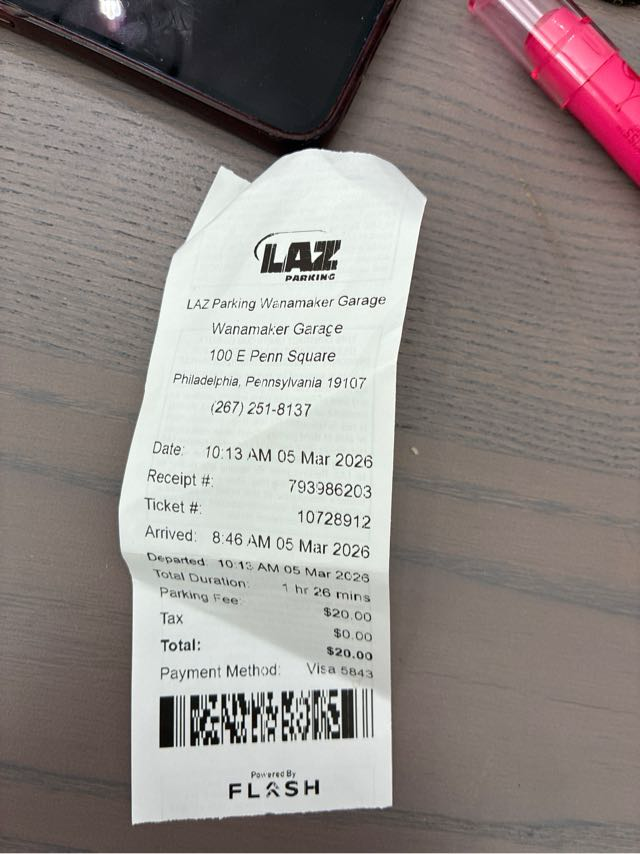 LAZ
PARKING
LAZ Parking Wanamaker Garage
Wanamaker Garage
100 E Penn Square
Philadelphia, Pennsylvania 19107
(267) 251-8137
Date: 10:13 AM 05 Mar 2026
Receipt #: 793986203
Ticket #: 10728912
Arrived: 8:46 AM 05 Mar 2026
Departed: 10:13 AM 05 Mar 2026
Total Duration: 1 hr 26 mins
Parking Fee: $20.00
Tax $0.00
Total: $20.00
Payment Method: Visa 5843
Powered By
FLASH